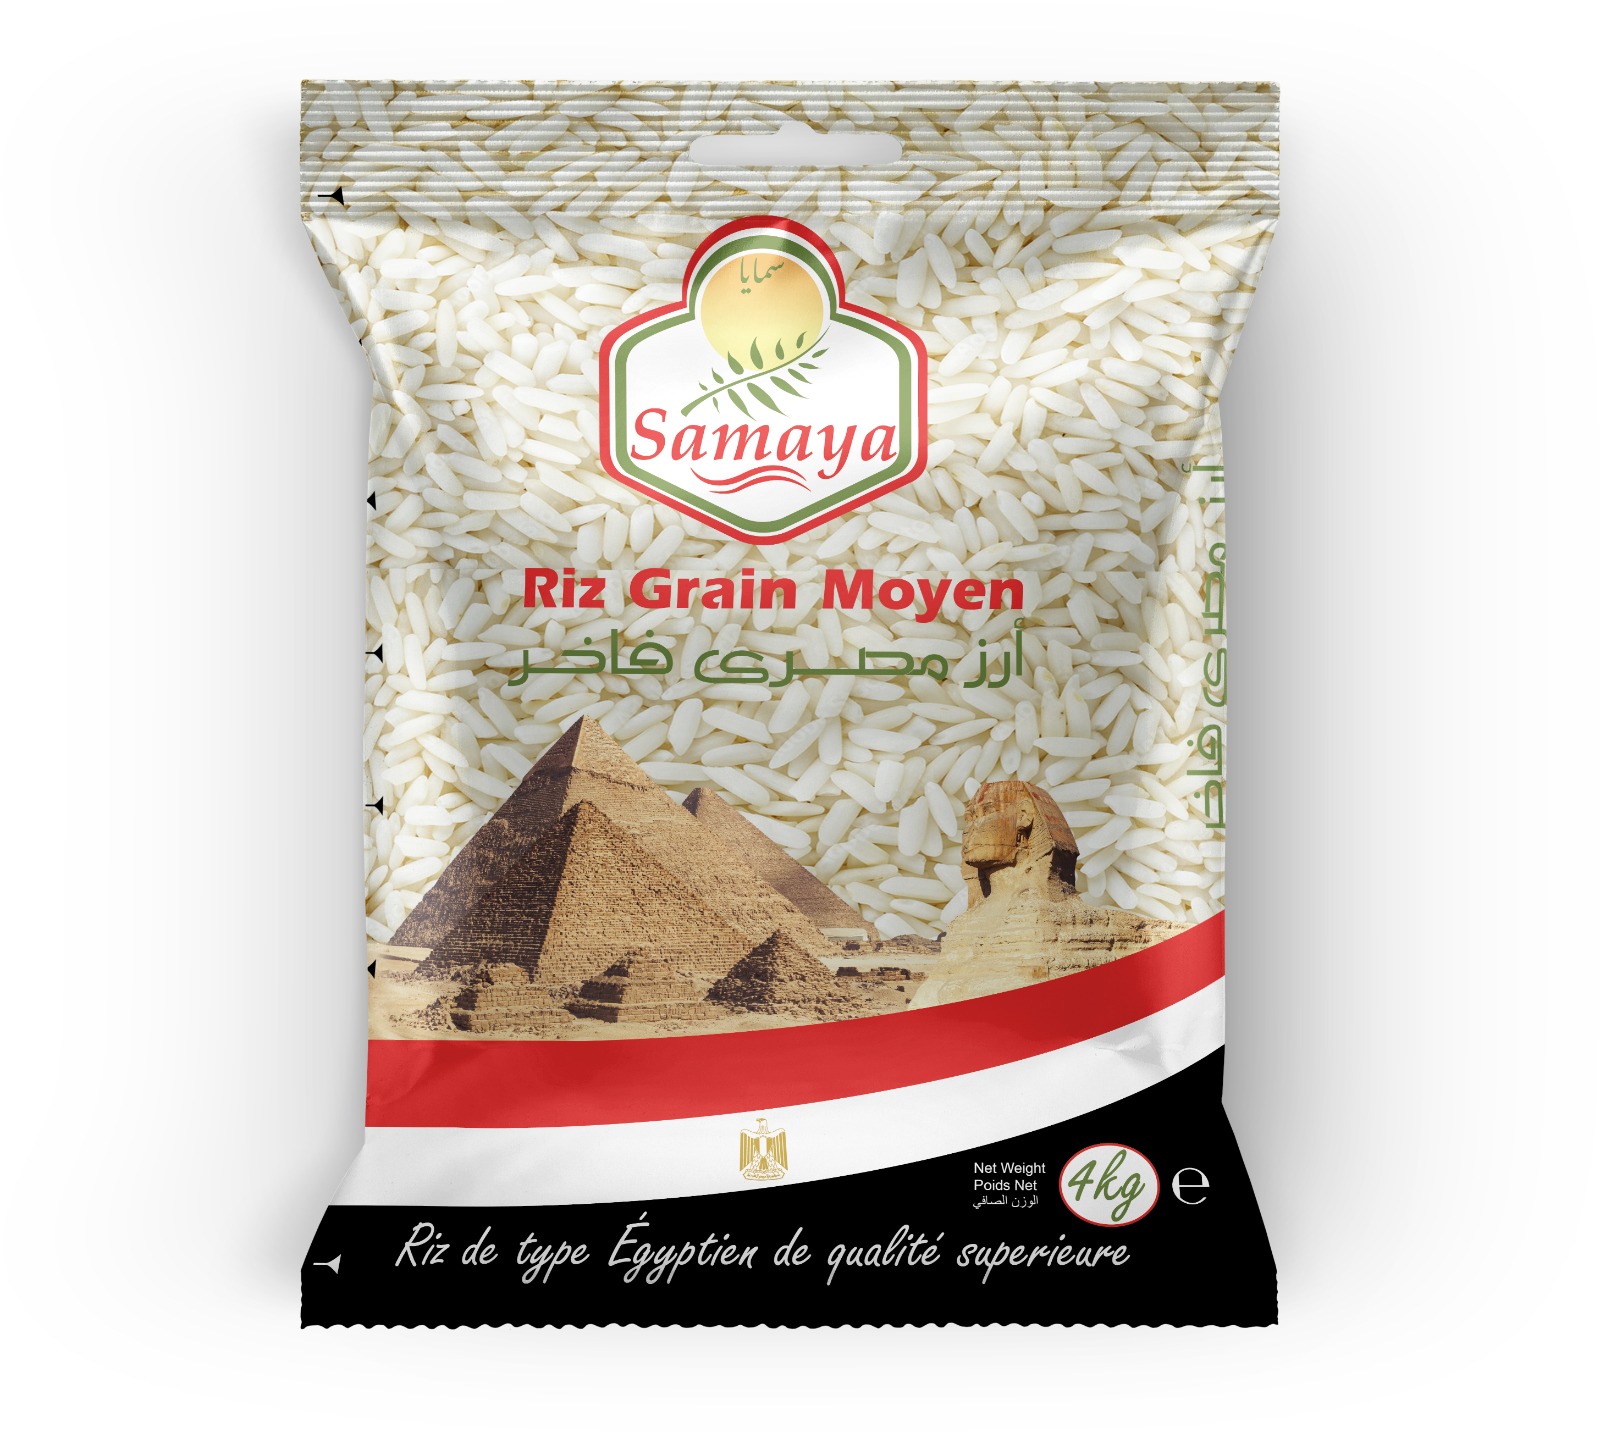 سمايا
Samaya
Riz Grain Moyen
أرز مصرى فاخر
أرز مصرى فاخر
Net Weight
Poids Net
الوزن الصافي
4kg
℮
Riz de type Égyptien de qualité superieure